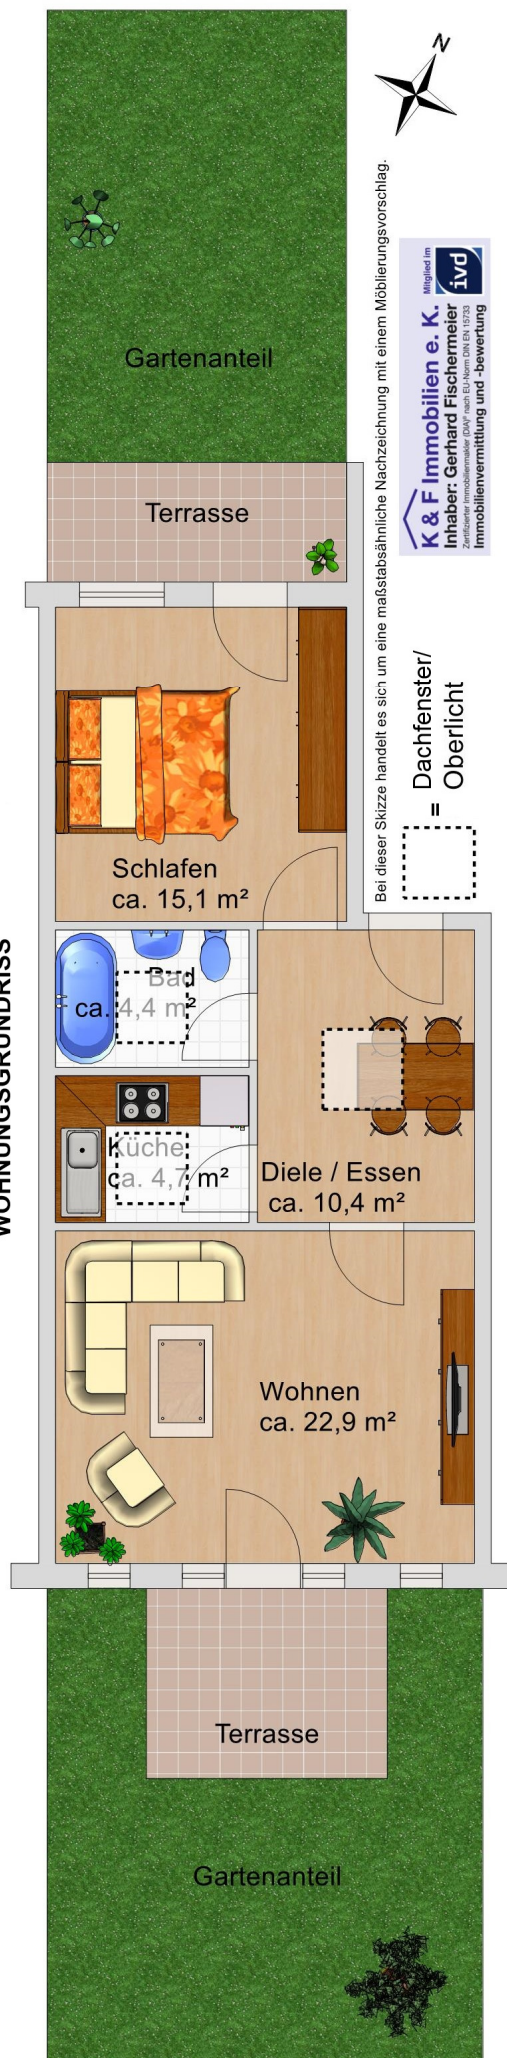 N
Gartenanteil
Terrasse
Schlafen
ca. 15,1 m²
Bad
ca. 4,4 m²
Küche
ca. 4,7 m²
Diele / Essen
ca. 10,4 m²
Wohnen
ca. 22,9 m²
Terrasse
Gartenanteil
WOHNUNGSGRUNDRISS
Bei dieser Skizze handelt es sich um eine maßstabsähnliche Nachzeichnung mit einem Möblierungsvorschlag.
K & F Immobilien e. K.
Inhaber: Gerhard Fischermeier
Zertifizierter Immobilienmakler (DIA)® nach EU-Norm DIN EN 15733
Immobilienvermittlung und -bewertung
Mitglied im
ivd
= Dachfenster/
Oberlicht